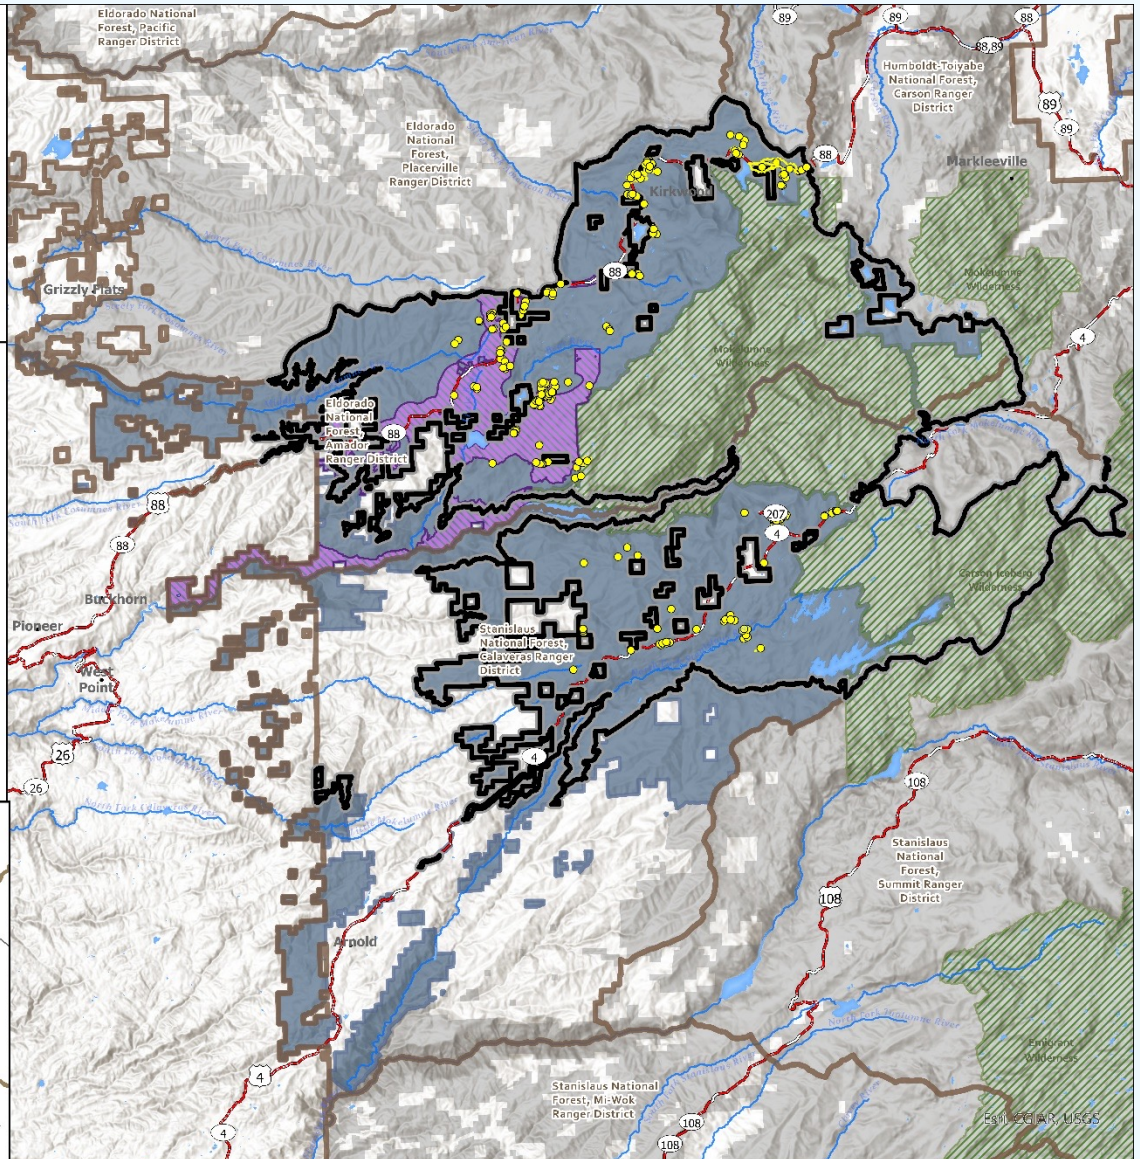 Eldorado National
Forest, Pacific
Ranger District
89
89
88
88,89
Humboldt-Toiyabe
National Forest,
Carson Ranger
District
89
89
Eldorado
National
Forest,
Placerville
Ranger District
88
Markleeville
Kirkwood
88
Grizzly Flats
Mokelumne
Wilderness
4
Mokelumne
Wilderness
Eldorado
National
Forest,
Amador
Ranger District
88
88
207
4
88
Carson-Iceberg
Wilderness
Buckhorn
Pioneer
Stanislaus
National Forest,
Calaveras Ranger
District
West
Point
26
4
26
108
Stanislaus
National
Forest,
Summit Ranger
District
108
Arnold
Emigrant
Wilderness
4
Stanislaus National
Forest, Mi-Wok
Ranger District
Esri, CGIAR, USGS
4
108
108